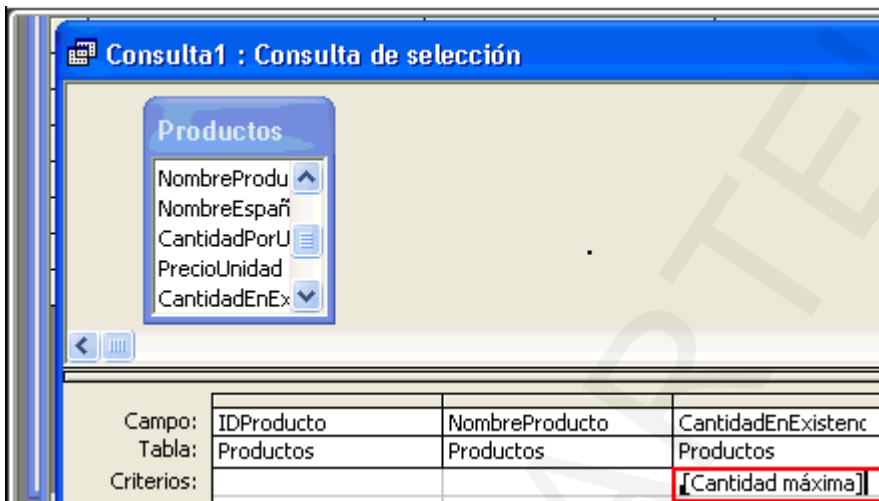 Consulta1 : Consulta de selección
Productos
NombreProdu
NombreEspañ
CantidadPorU
PrecioUnidad
CantidadEnEx
Campo: IDProducto NombreProducto CantidadEnExistenc
Tabla: Productos Productos Productos
Criterios: [Cantidad máxima]